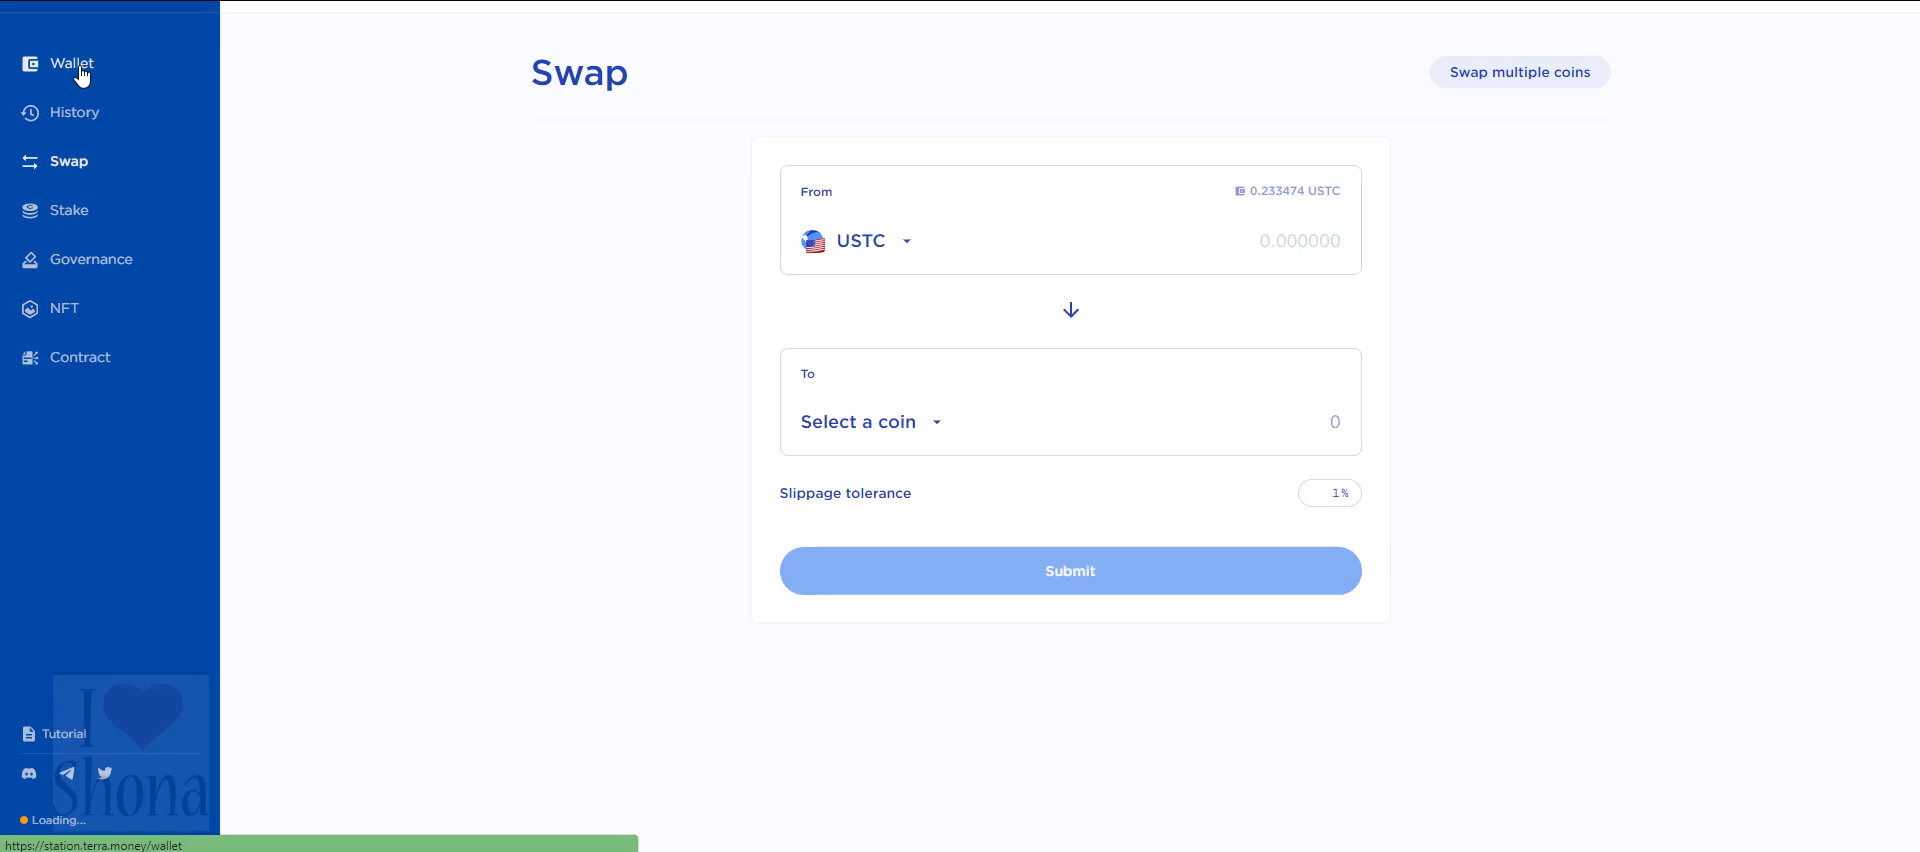 Wallet
History
Swap
Stake
Governance
NFT
Contract
Tutorial
I
Shona
Loading...
https://station.terra.money/wallet
Swap
Swap multiple coins
From
0.233474 USTC
USTC
0.000000
To
Select a coin
0
Slippage tolerance
1%
Submit